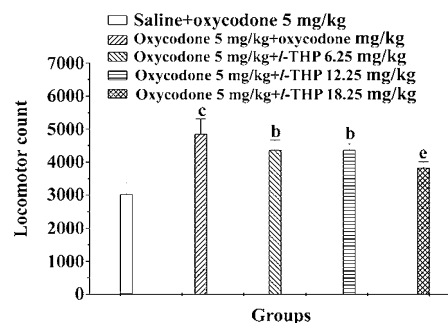 Saline+oxycodone 5 mg/kg
Oxycodone 5 mg/kg+oxycodone mg/kg
Oxycodone 5 mg/kg+l-THP 6.25 mg/kg
Oxycodone 5 mg/kg+l-THP 12.25 mg/kg
Oxycodone 5 mg/kg+l-THP 18.25 mg/kg
7000
6000
5000
4000
3000
2000
1000
0
Locomotor count
c
b
b
e
Groups